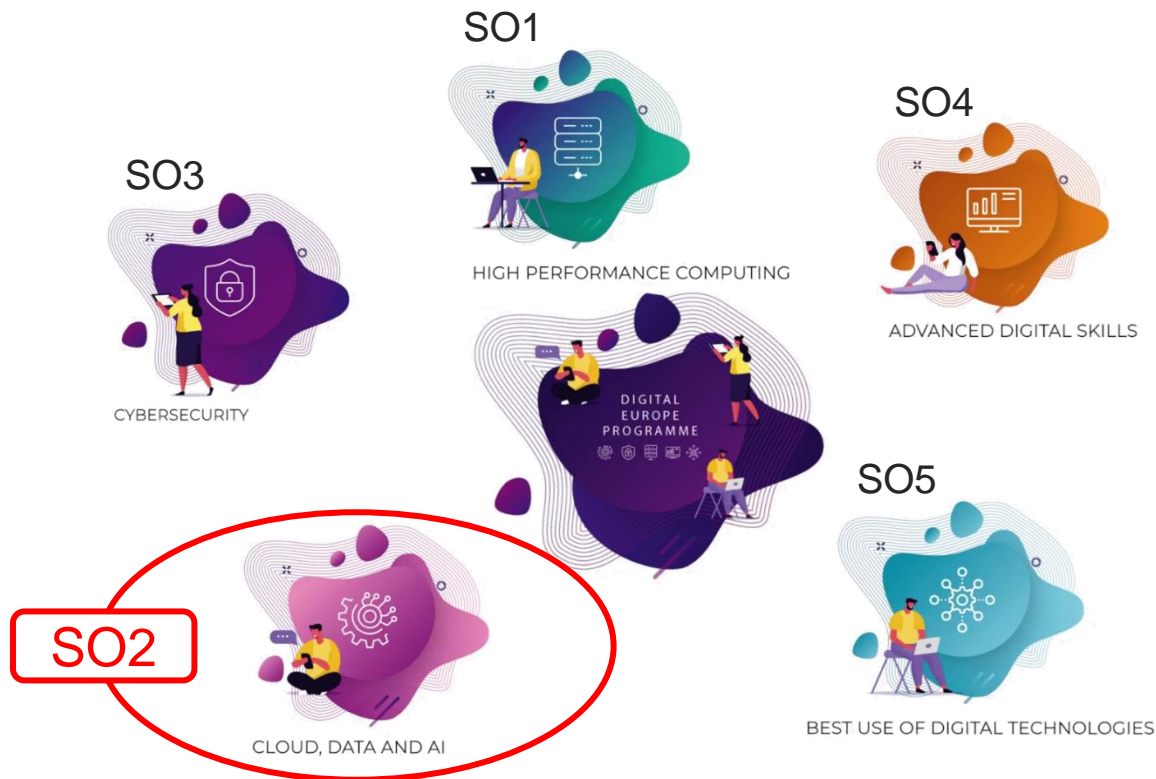 SO1
HIGH PERFORMANCE COMPUTING
SO4
ADVANCED DIGITAL SKILLS
SO3
CYBERSECURITY
DIGITAL
EUROPE
PROGRAMME
SO2
CLOUD, DATA AND AI
SO5
BEST USE OF DIGITAL TECHNOLOGIES